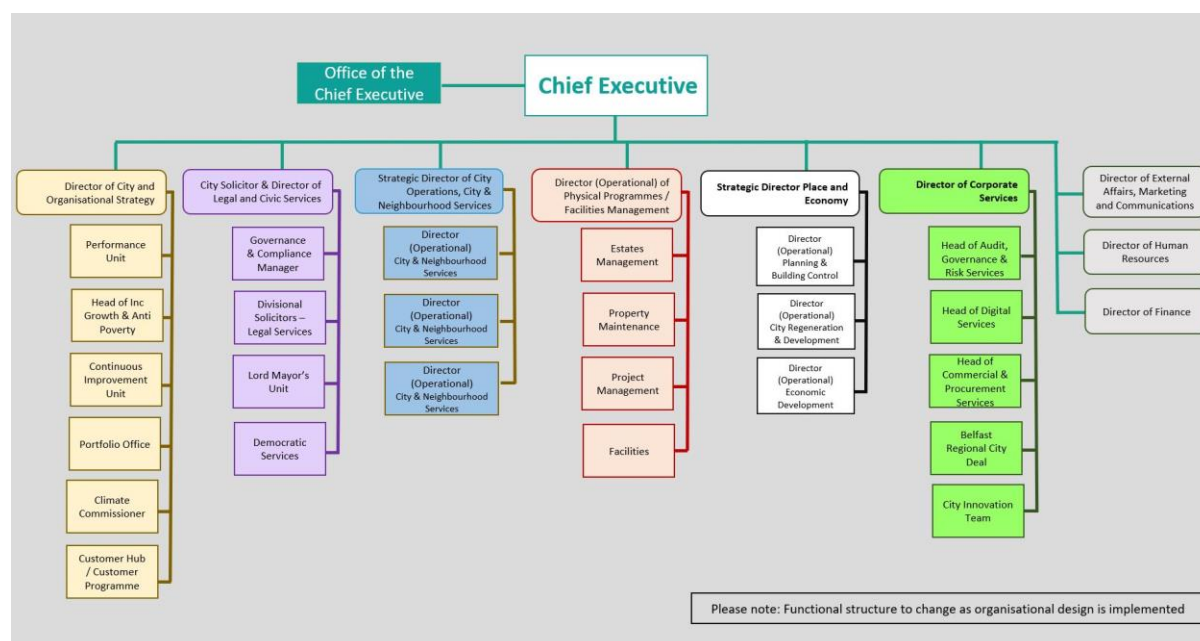 Office of the
Chief Executive
Chief Executive
Director of City and
Organisational Strategy
Performance
Unit
Head of Inc
Growth & Anti
Poverty
Continuous
Improvement
Unit
Portfolio Office
Climate
Commissioner
Customer Hub
/ Customer
Programme
City Solicitor & Director of
Legal and Civic Services
Governance
& Compliance
Manager
Divisional
Solicitors –
Legal Services
Lord Mayor's
Unit
Democratic
Services
Strategic Director of City
Operations, City &
Neighbourhood Services
Director
(Operational)
City & Neighbourhood
Services
Director
(Operational)
City & Neighbourhood
Services
Director
(Operational)
City & Neighbourhood
Services
Director (Operational) of
Physical Programmes /
Facilities Management
Estates
Management
Property
Maintenance
Project
Management
Facilities
Strategic Director Place and
Economy
Director
(Operational)
Planning &
Building Control
Director
(Operational)
City Regeneration
& Development
Director
(Operational)
Economic
Development
Director of Corporate
Services
Head of Audit,
Governance &
Risk Services
Head of Digital
Services
Head of
Commercial &
Procurement
Services
Belfast
Regional City
Deal
City Innovation
Team
Director of External
Affairs, Marketing
and Communications
Director of Human
Resources
Director of Finance
Please note: Functional structure to change as organisational design is implemented